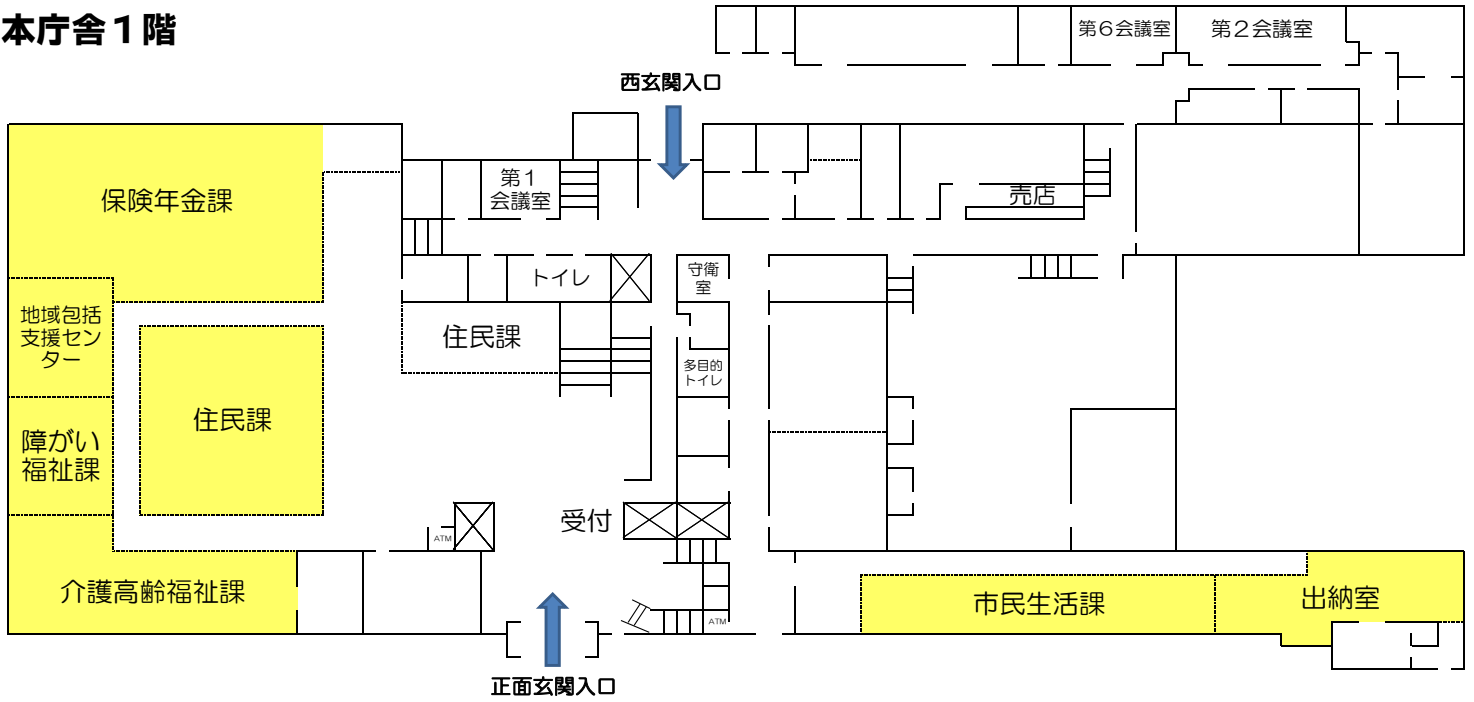 本庁舎１階
第６会議室
第２会議室
西玄関入口
保険年金課
第１
会議室
売店
トイレ
守衛
室
地域包括
支援セン
ター
住民課
多目的
トイレ
住民課
障がい
福祉課
受付
ATM
介護高齢福祉課
市民生活課
出納室
ATM
正面玄関入口